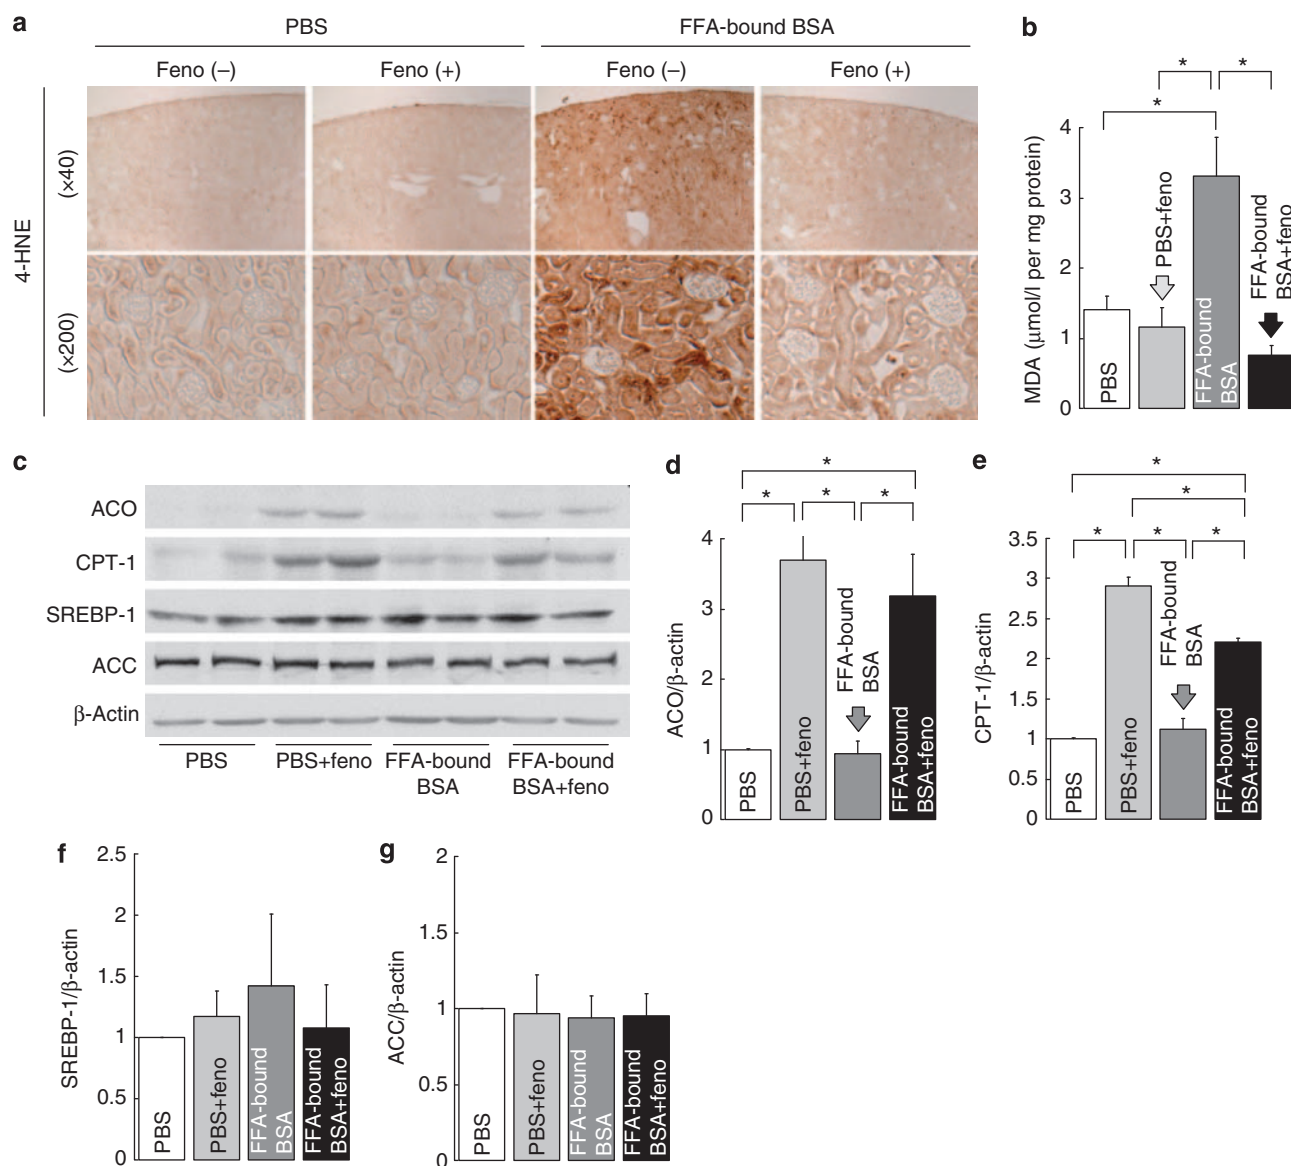 a
PBS
FFA-bound BSA
Feno (–)
Feno (+)
Feno (–)
Feno (+)
4-HNE
(×40)
(×200)
b
*
*
*
MDA (μmol/l per mg protein)
4
3
2
1
0
PBS
PBS+feno
FFA-bound
BSA
FFA-bound
BSA+feno
c
ACO
CPT-1
SREBP-1
ACC
β-Actin
PBS
PBS+feno
FFA-bound
BSA
FFA-bound
BSA+feno
d
*
*
*
*
ACO/β-actin
4
3
2
1
0
PBS
PBS+feno
FFA-bound
BSA
FFA-bound
BSA+feno
e
*
*
*
*
*
CPT-1/β-actin
3.5
3
2.5
2
1.5
1
0.5
0
PBS
PBS+feno
FFA-bound
BSA
FFA-bound
BSA+feno
f
SREBP-1/β-actin
2.5
2
1.5
1
0.5
0
PBS
PBS+feno
FFA-bound
BSA
FFA-bound
BSA+feno
g
ACC/β-actin
2
1.5
1
0.5
0
PBS
PBS+feno
FFA-bound
BSA
FFA-bound
BSA+feno